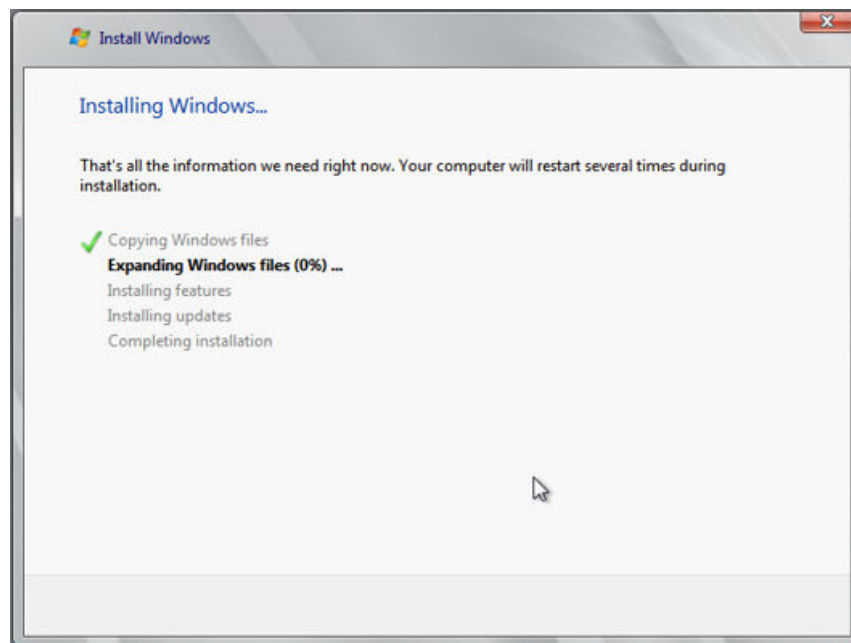 Install Windows
Installing Windows...
That's all the information we need right now. Your computer will restart several times during
installation.
Copying Windows files
Expanding Windows files (0%) ...
Installing features
Installing updates
Completing installation